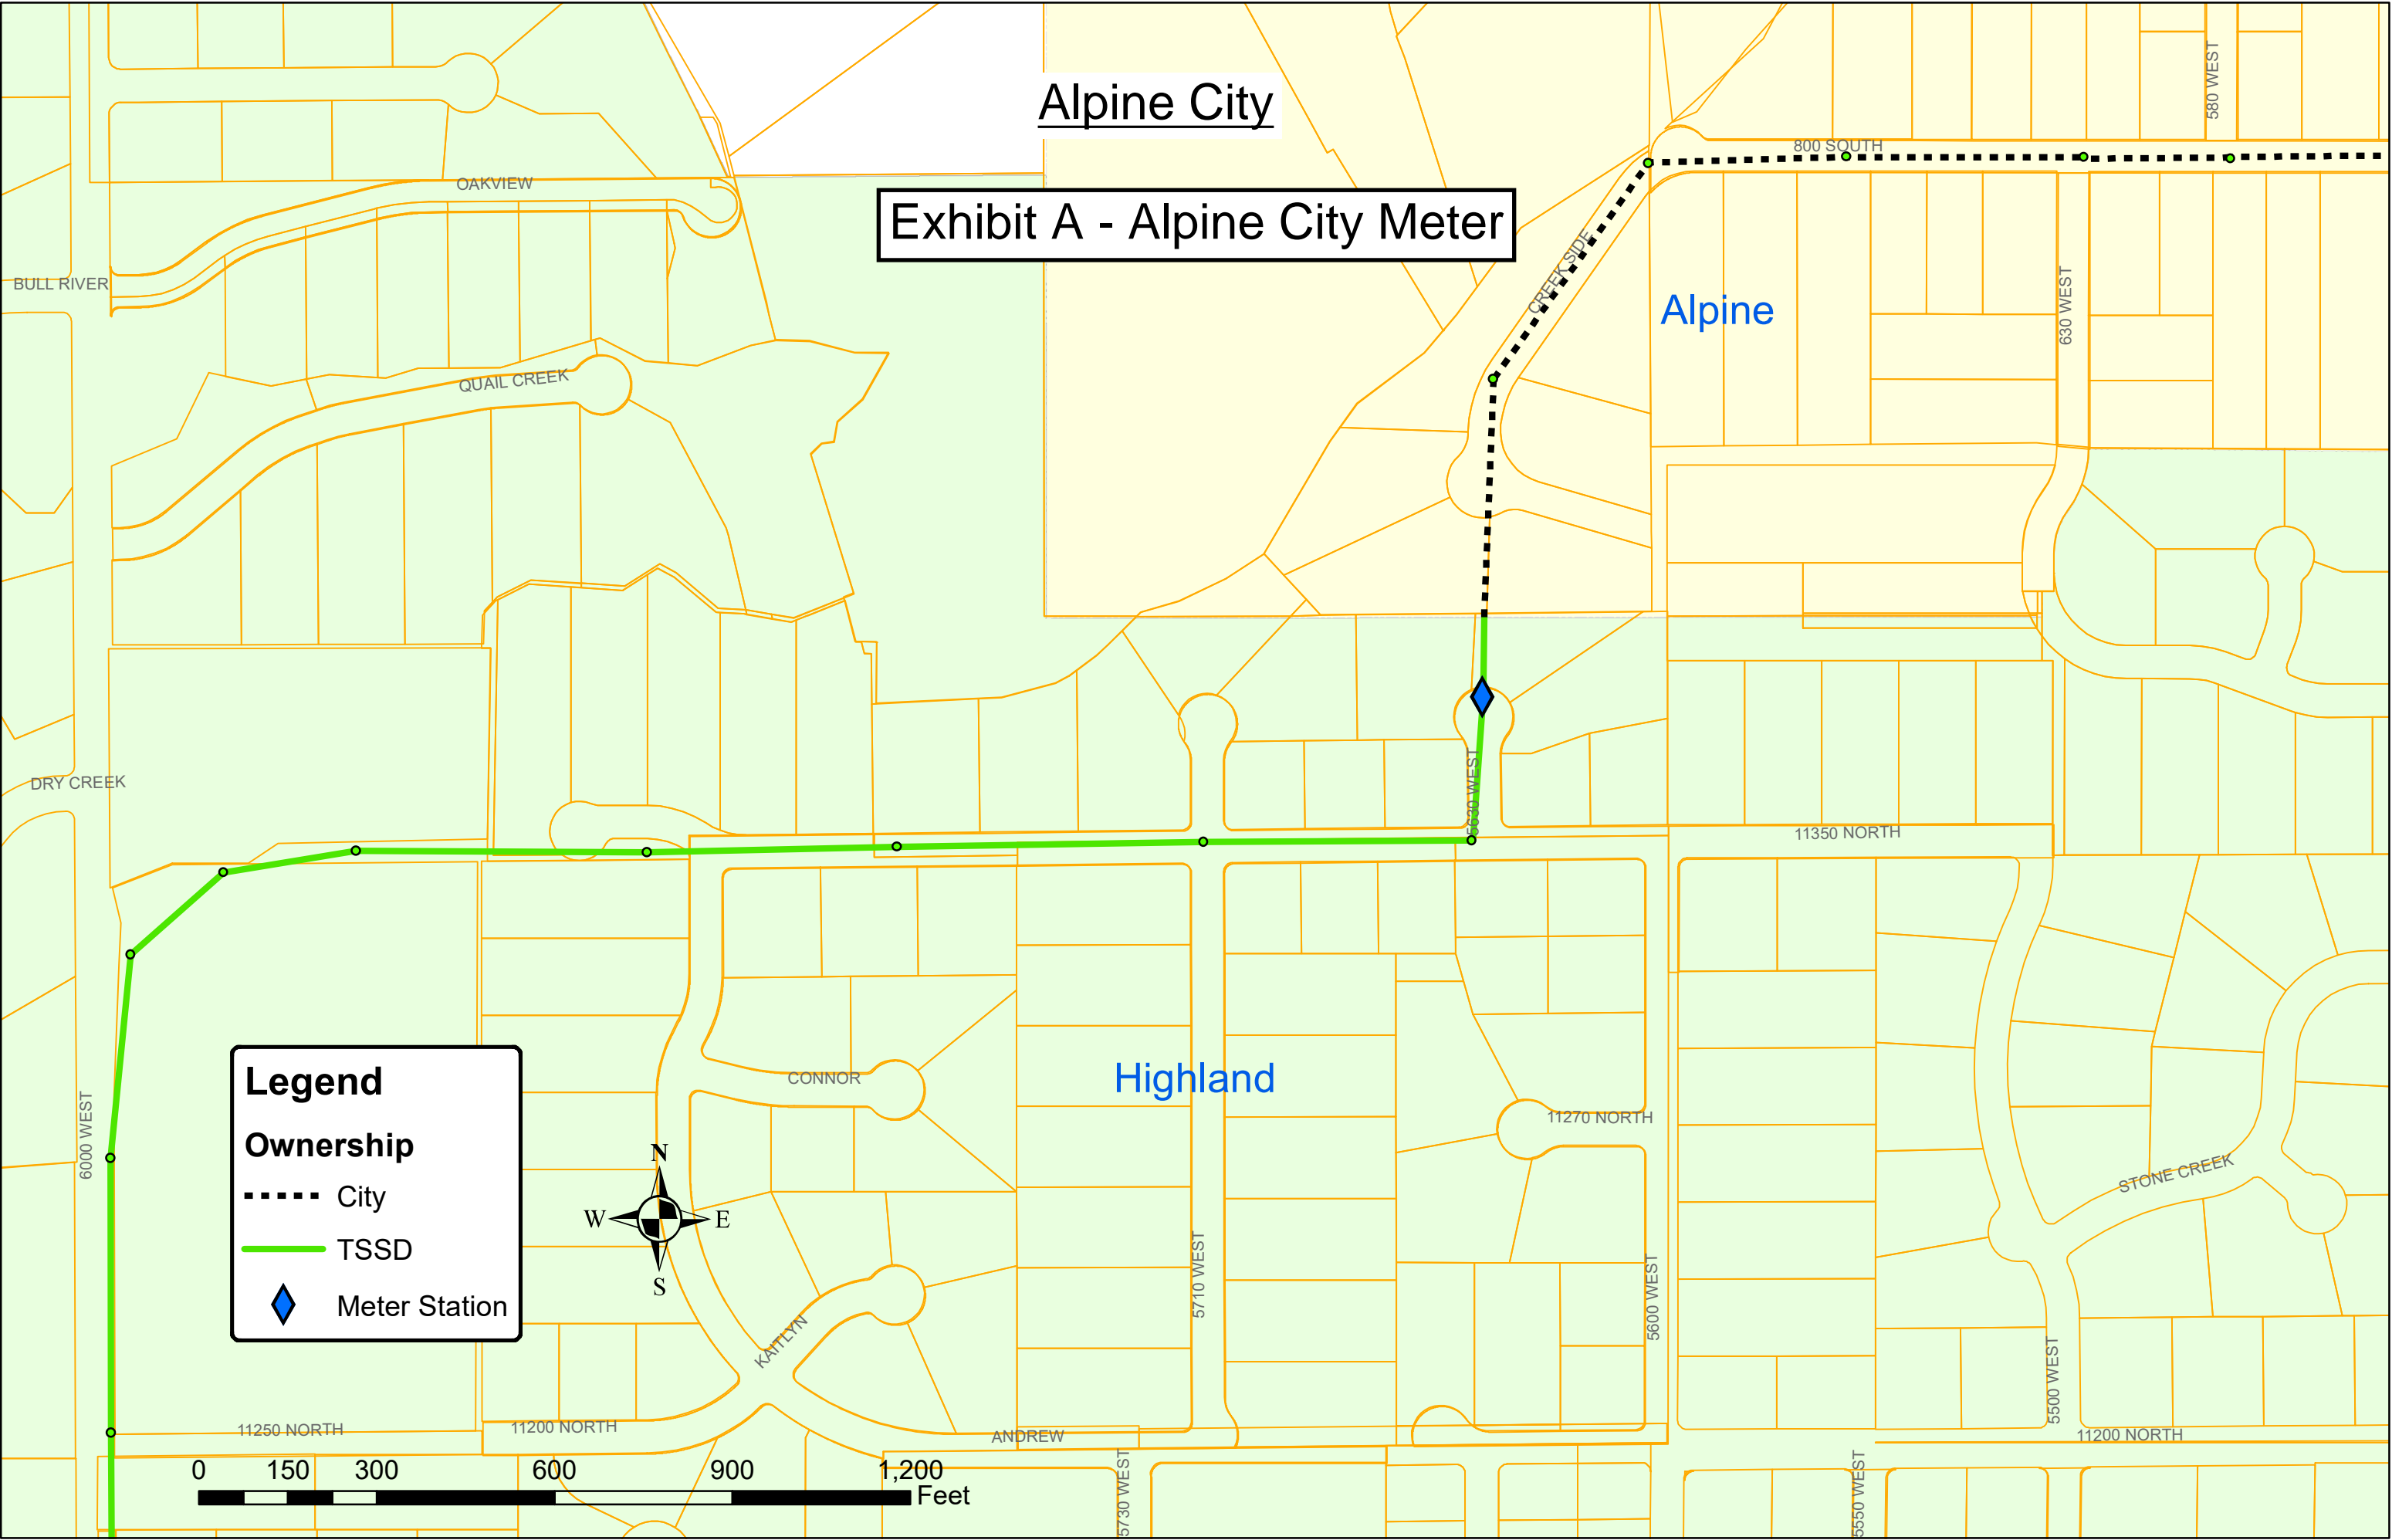 580 WEST
Alpine City
800 SOUTH
OAKVIEW
Exhibit A - Alpine City Meter
CREEK SIDE
BULL RIVER
Alpine
630 WEST
QUAIL CREEK
DRY CREEK
5630 WEST
11350 NORTH
Highland
CONNOR
11270 NORTH
6000 WEST
Legend
Ownership
City
TSSD
Meter Station
N
W E
S
STONE CREEK
5710 WEST
5600 WEST
KAITLYN
5500 WEST
11250 NORTH
11200 NORTH
ANDREW
11200 NORTH
0 150 300 600 900 1,200
Feet
5730 WEST
5550 WEST